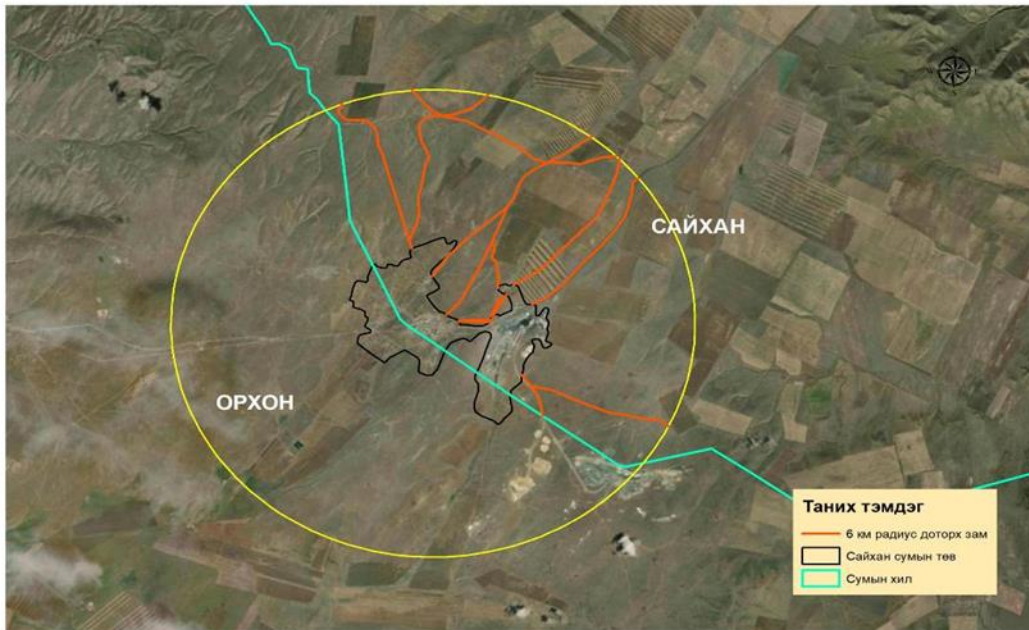 САЙХАН
ОРХОН
Таних тэмдэг
6 км радиус доторх зам
Сайхан сумын төв
Сумын хил